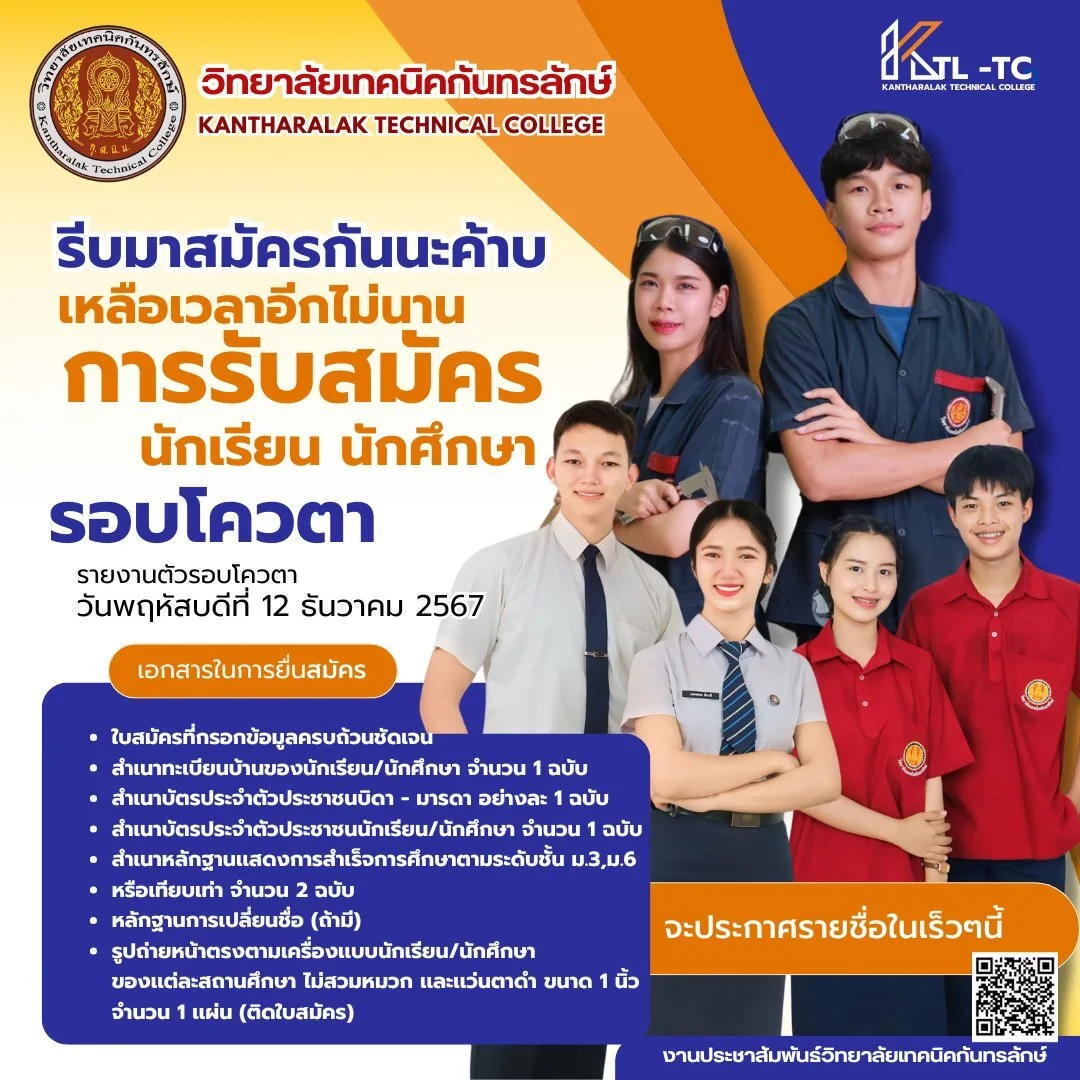 วิทยาลัยเทคนิคกันทรลักษ์
Kantharalak Technical College
ก.ศ.น.ม.
วิทยาลัยเทคนิคกันทรลักษ์
KANTHARALAK TECHNICAL COLLEGE
KTL -TC
KANTHARALAK TECHNICAL COLLEGE
รีบมาสมัครกันนะค้าบ
เหลือเวลาอีกไม่นาน
การรับสมัคร
นักเรียน นักศึกษา
รอบโควตา
รายงานตัวรอบโควตา
วันพฤหัสบดีที่ 12 ธันวาคม 2567
เอกสารในการยื่นสมัคร
• ใบสมัครที่กรอกข้อมูลครบถ้วนชัดเจน
• สำเนาทะเบียนบ้านของนักเรียน/นักศึกษา จำนวน 1 ฉบับ
• สำเนาบัตรประจำตัวประชาชนบิดา - มารดา อย่างละ 1 ฉบับ
• สำเนาบัตรประจำตัวประชาชนนักเรียน/นักศึกษา จำนวน 1 ฉบับ
• สำเนาหลักฐานแสดงการสำเร็จการศึกษาตามระดับชั้น ม.3,ม.6
• หรือเทียบเท่า จำนวน 2 ฉบับ
• หลักฐานการเปลี่ยนชื่อ (ถ้ามี)
• รูปถ่ายหน้าตรงตามเครื่องแบบนักเรียน/นักศึกษา
ของแต่ละสถานศึกษา ไม่สวมหมวก และแว่นตาดำ ขนาด 1 นิ้ว
จำนวน 1 แผ่น (ติดใบสมัคร)
จะประกาศรายชื่อในเร็วๆนี้
งานประชาสัมพันธ์วิทยาลัยเทคนิคกันทรลักษ์